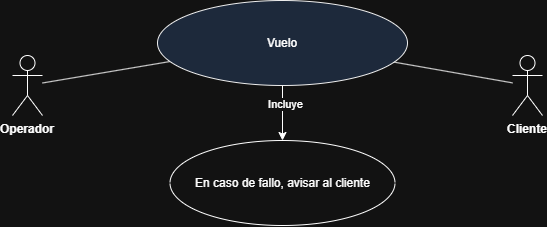 Vuelo
Incluye
Operador
Cliente
En caso de fallo, avisar al cliente